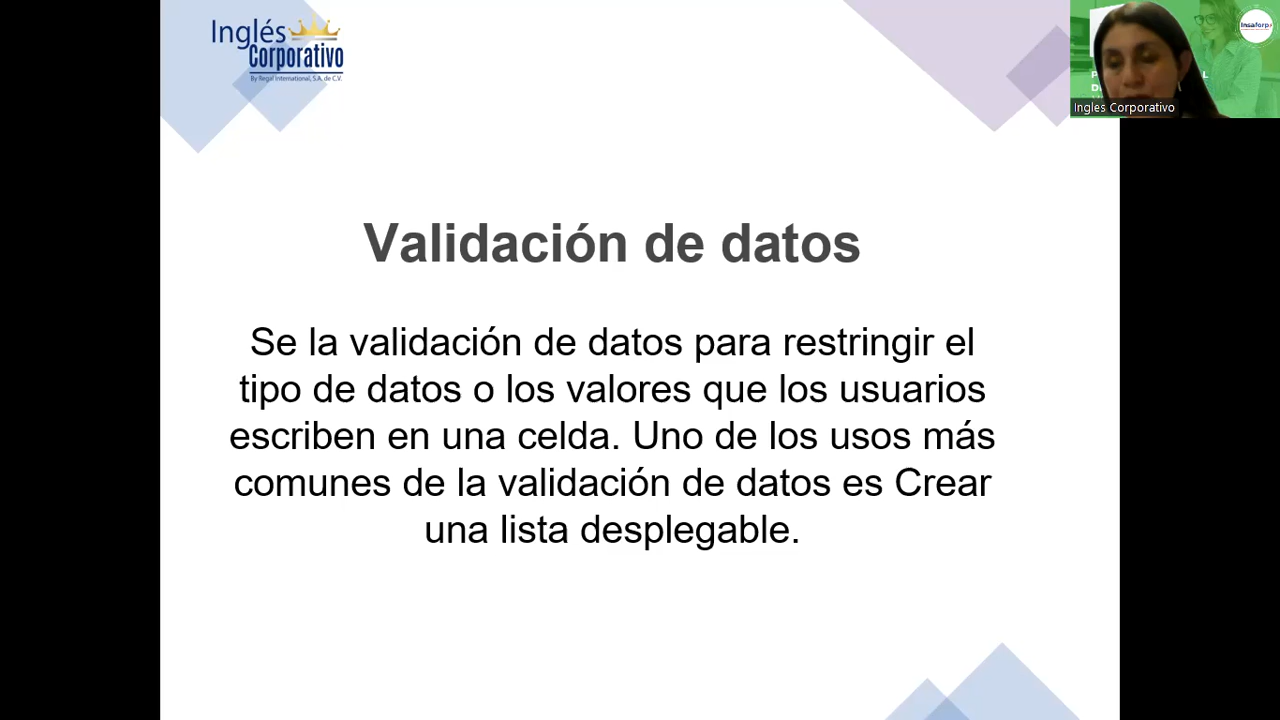 Inglés
Corporativo
By Regal International, S.A. de C.V.
Insaforp
Ingles Corporativo
Validación de datos
Se la validación de datos para restringir el
tipo de datos o los valores que los usuarios
escriben en una celda. Uno de los usos más
comunes de la validación de datos es Crear
una lista desplegable.